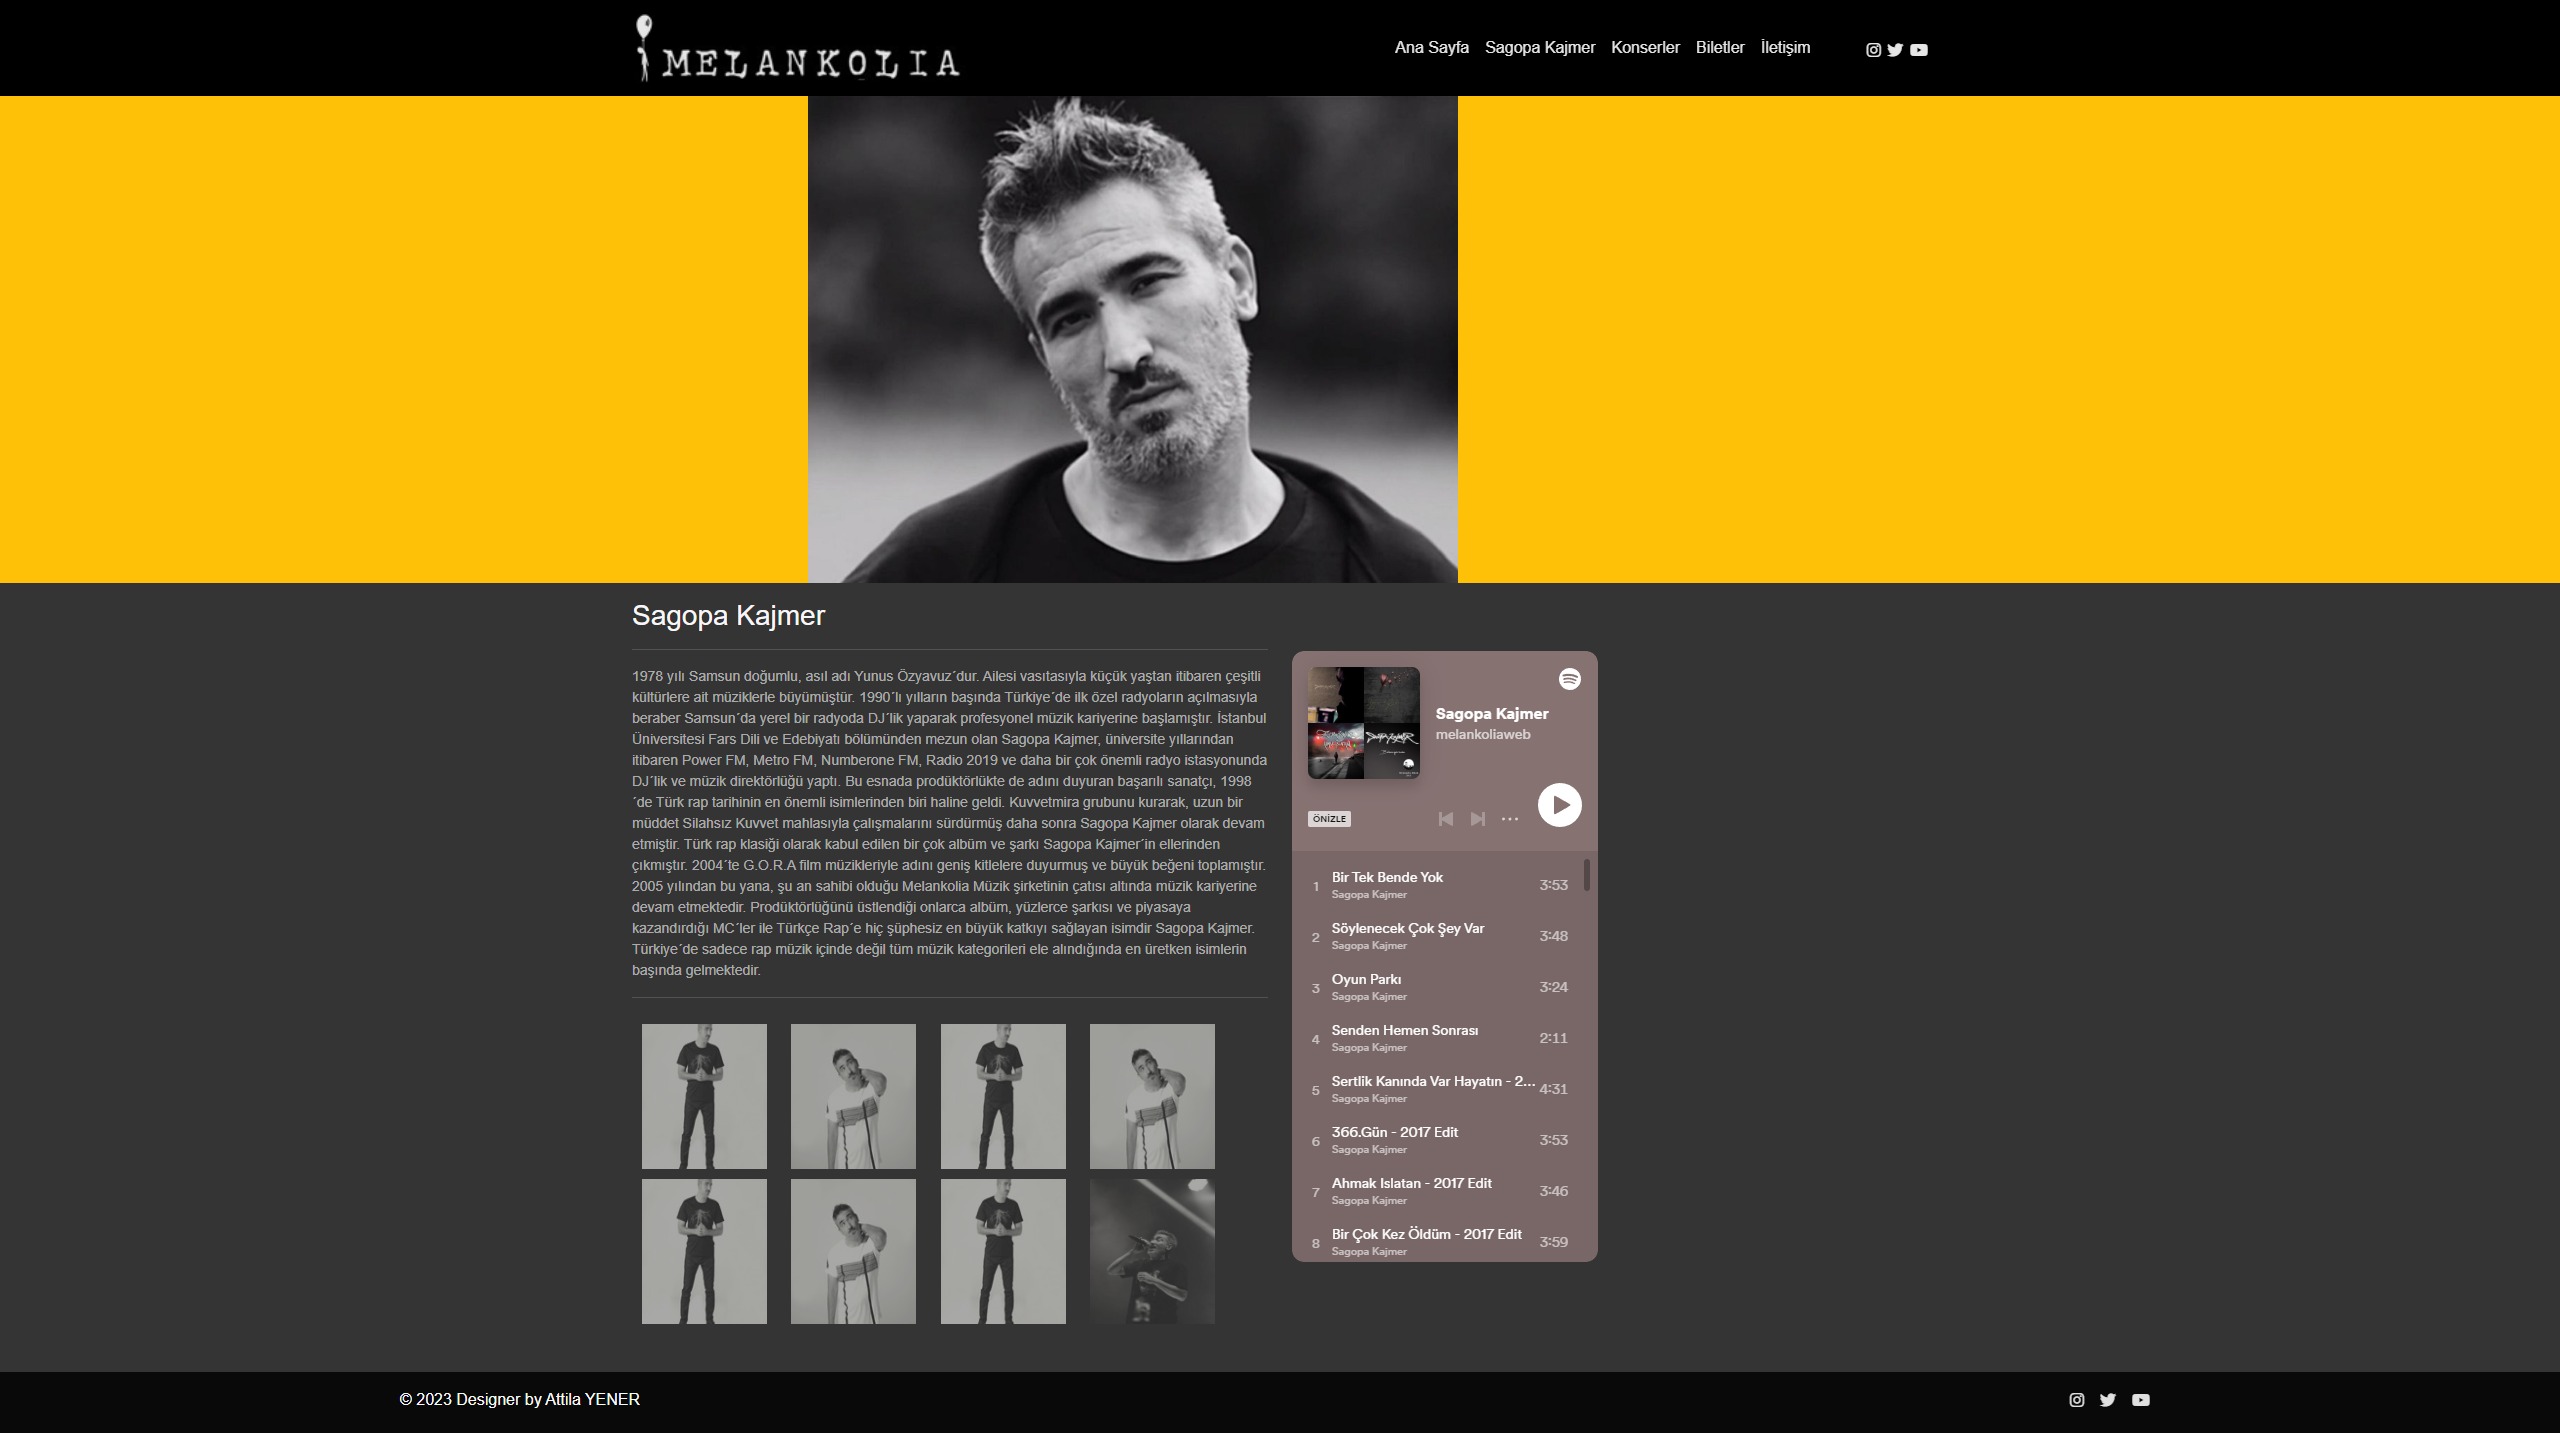 MELANKOLIA
Ana Sayfa Sagopa Kajmer Konserler Biletler İletişim
Sagopa Kajmer
1978 yılı Samsun doğumlu, asıl adı Yunus Özyavuz´dur. Ailesi vasıtasıyla küçük yaştan itibaren çeşitli
kültürlere ait müziklerle büyümüştür. 1990´lı yılların başında Türkiye´de ilk özel radyoların açılmasıyla
beraber Samsun´da yerel bir radyoda DJ´lik yaparak profesyonel müzik kariyerine başlamıştır. İstanbul
Üniversitesi Fars Dili ve Edebiyatı bölümünden mezun olan Sagopa Kajmer, üniversite yıllarından
itibaren Power FM, Metro FM, Numberone FM, Radio 2019 ve daha bir çok önemli radyo istasyonunda
DJ´lik ve müzik direktörlüğü yaptı. Bu esnada prodüktörlükte de adını duyuran başarılı sanatçı, 1998
´de Türk rap tarihinin en önemli isimlerinden biri haline geldi. Kuvvetmira grubunu kurarak, uzun bir
müddet Silahsız Kuvvet mahlasıyla çalışmalarını sürdürmüş daha sonra Sagopa Kajmer olarak devam
etmiştir. Türk rap klasiği olarak kabul edilen bir çok albüm ve şarkı Sagopa Kajmer´in ellerinden
çıkmıştır. 2004´te G.O.R.A film müzikleriyle adını geniş kitlelere duyurmuş ve büyük beğeni toplamıştır.
2005 yılından bu yana, şu an sahibi olduğu Melankolia Müzik şirketinin çatısı altında müzik kariyerine
devam etmektedir. Prodüktörlüğünü üstlendiği onlarca albüm, yüzlerce şarkısı ve piyasaya
kazandırdığı MC´ler ile Türkçe Rap´e hiç şüphesiz en büyük katkıyı sağlayan isimdir Sagopa Kajmer.
Türkiye´de sadece rap müzik içinde değil tüm müzik kategorileri ele alındığında en üretken isimlerin
başında gelmektedir.
Sagopa Kajmer
melankoliaweb
ÖNİZLE
1 Bir Tek Bende Yok 3:53
Sagopa Kajmer
2 Söylenecek Çok Şey Var 3:48
Sagopa Kajmer
3 Oyun Parkı 3:24
Sagopa Kajmer
4 Senden Hemen Sonrası 2:11
Sagopa Kajmer
5 Sertlik Kanında Var Hayatın - 2... 4:31
Sagopa Kajmer
6 366.Gün - 2017 Edit 3:53
Sagopa Kajmer
7 Ahmak Islatan - 2017 Edit 3:46
Sagopa Kajmer
8 Bir Çok Kez Öldüm - 2017 Edit 3:59
Sagopa Kajmer
© 2023 Designer by Attila YENER